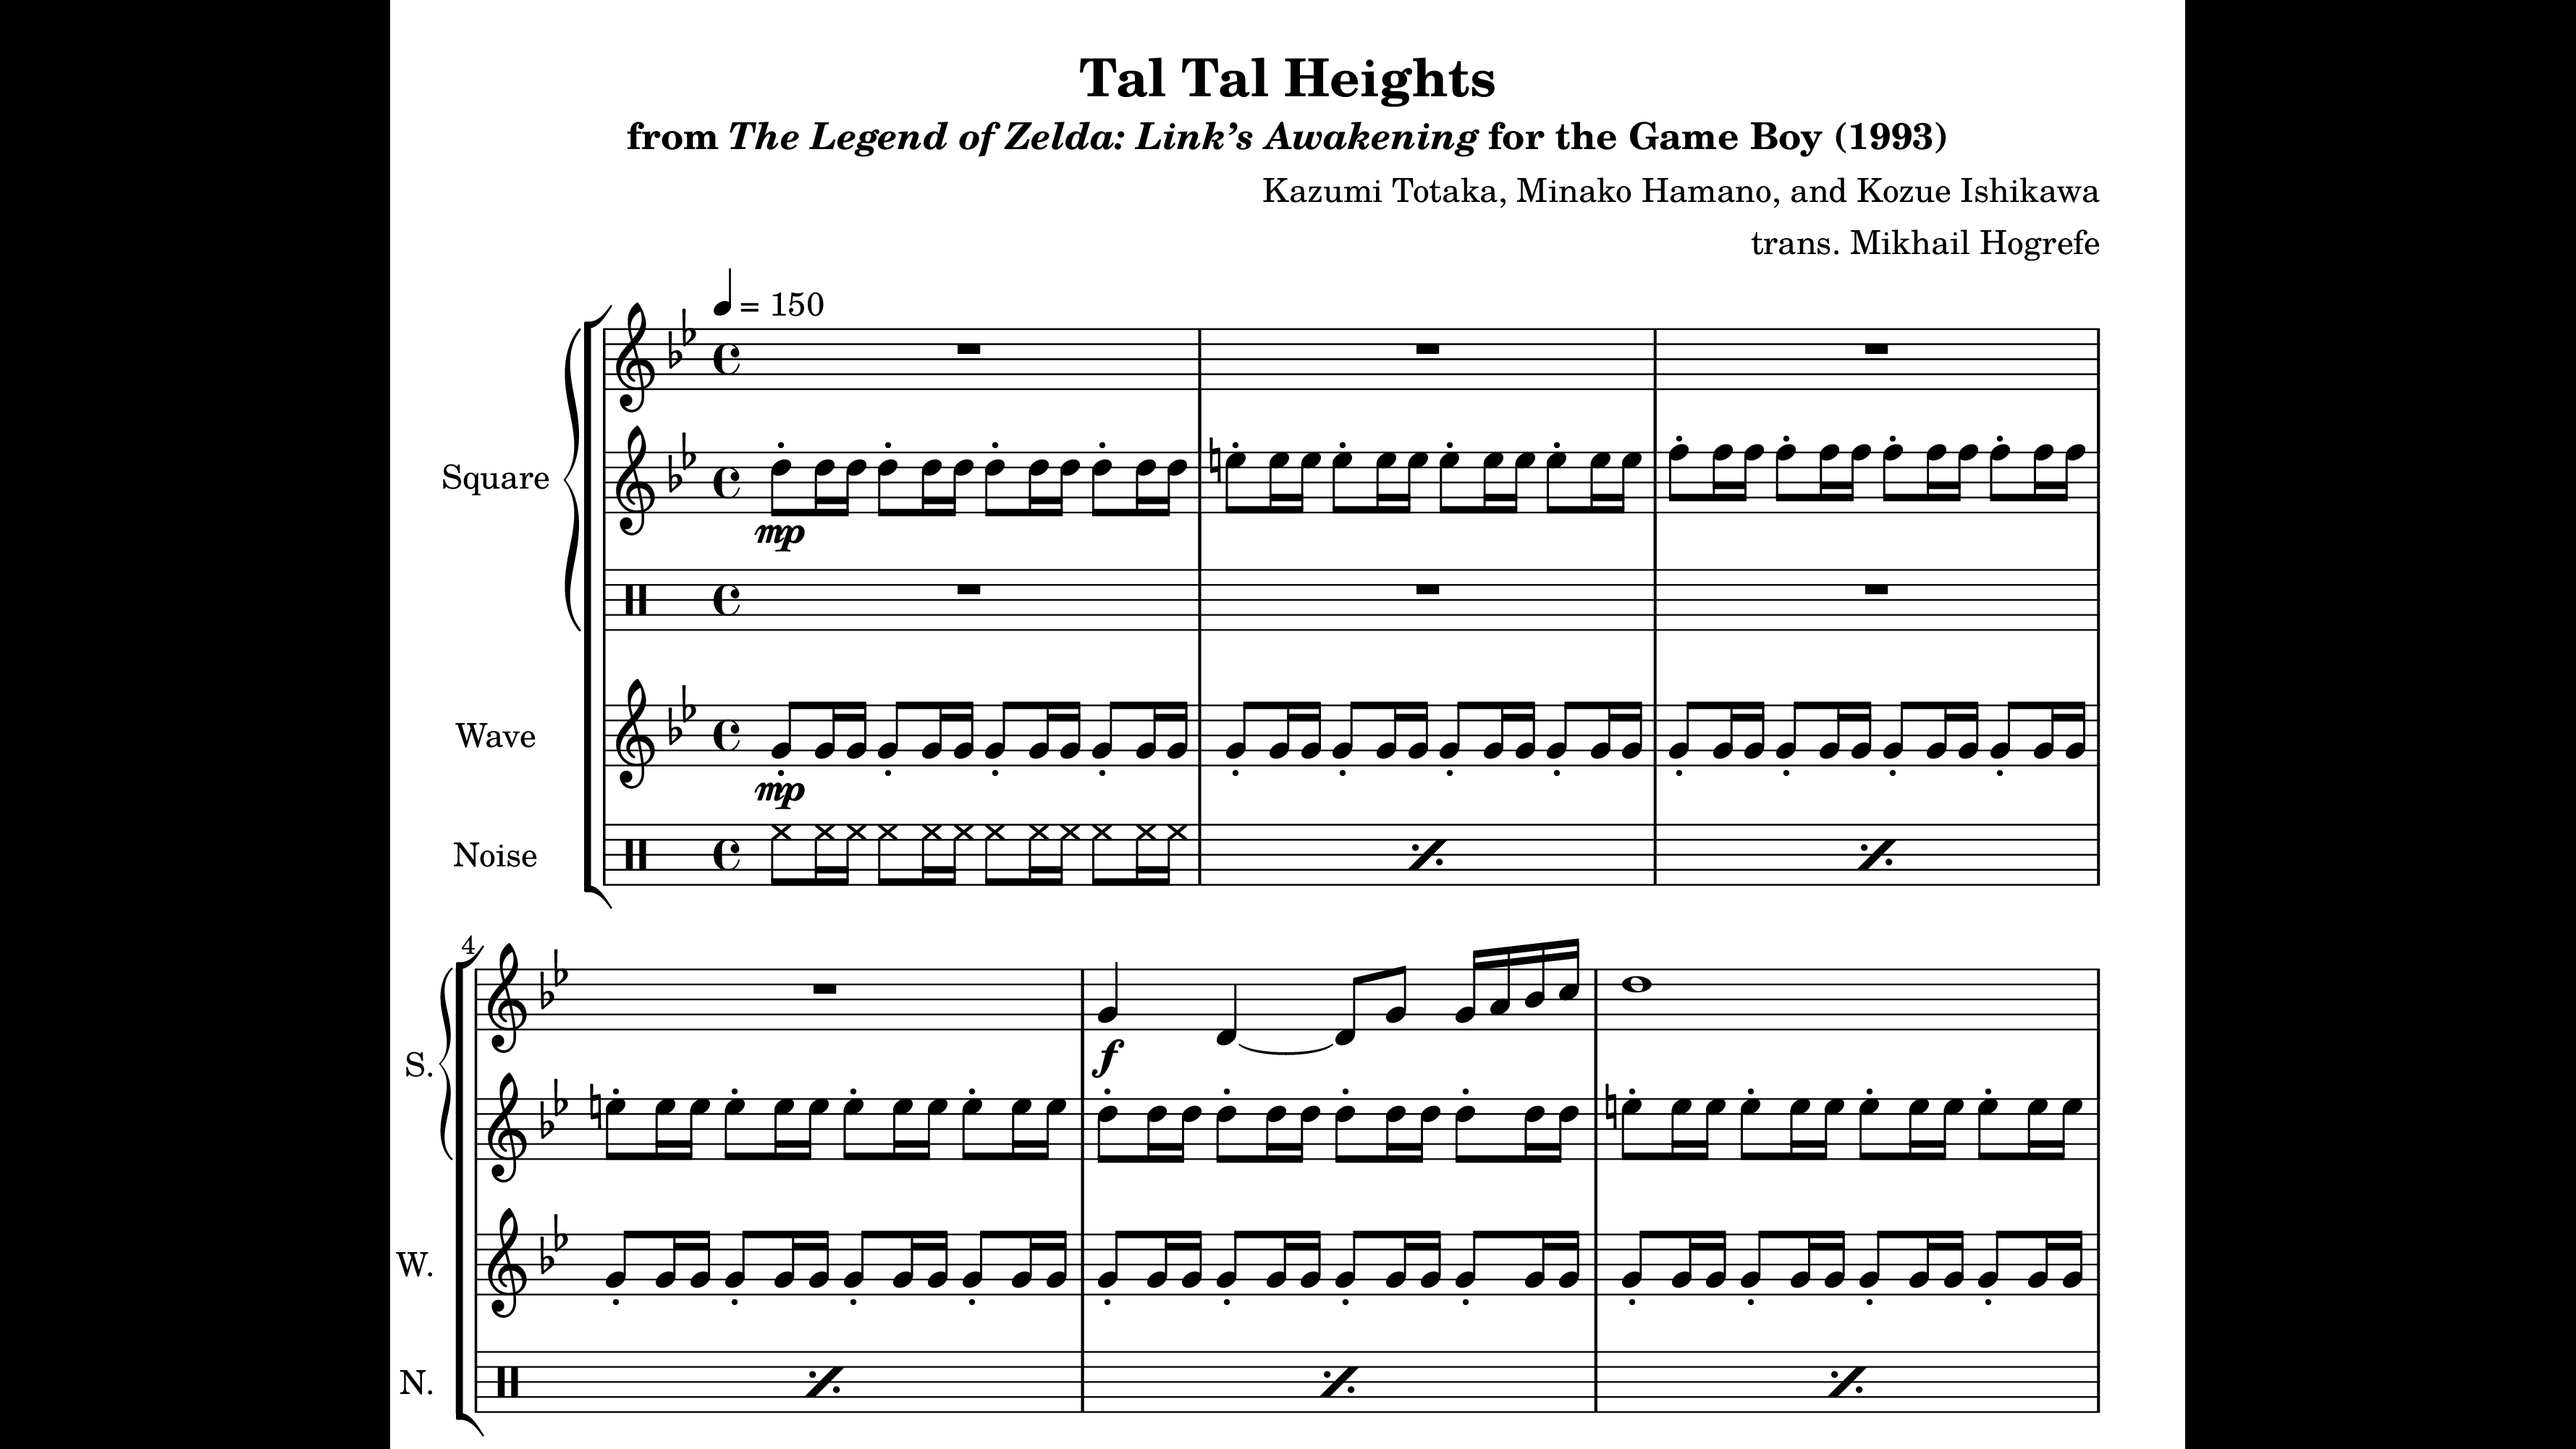 Tal Tal Heights
from The Legend of Zelda: Link’s Awakening for the Game Boy (1993)
Kazumi Totaka, Minako Hamano, and Kozue Ishikawa
trans. Mikhail Hogrefe
= 150
Square
mp
Wave
mp
Noise
4
S.
f
W.
N.